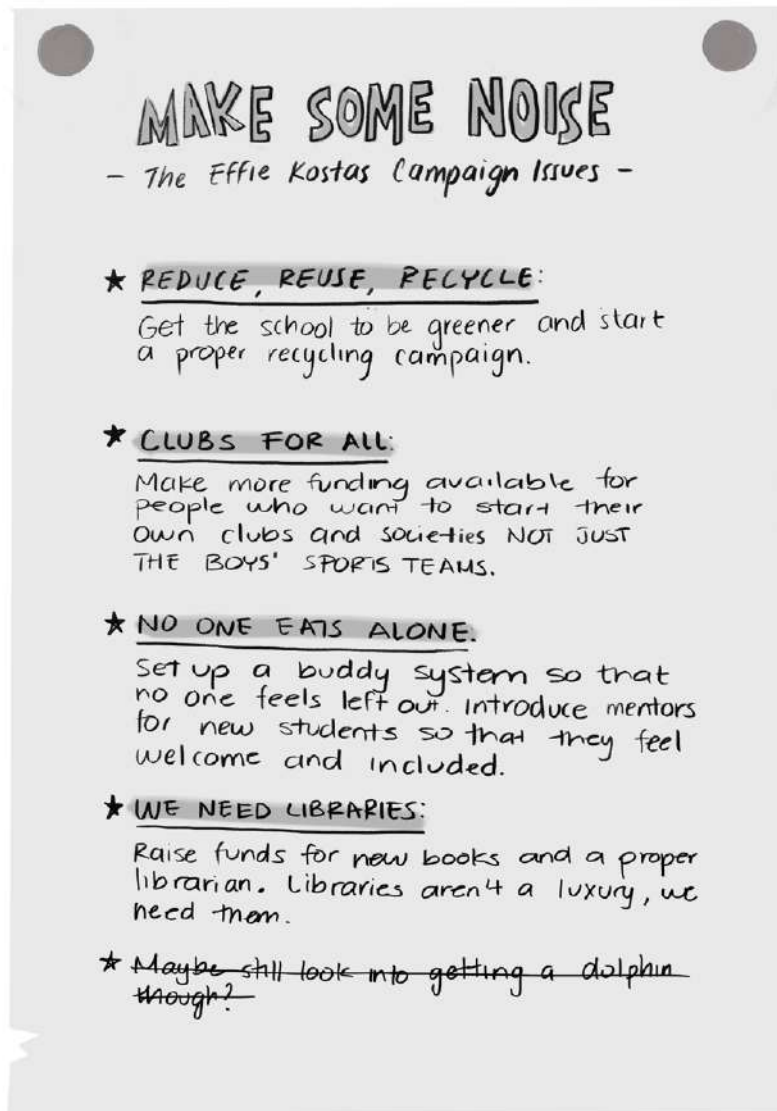 MAKE SOME NOISE
- The Effie Kostas Campaign Issues -
★ REDUCE, REUSE, RECYCLE:
Get the school to be greener and start
a proper recycling campaign.
★ CLUBS FOR ALL:
Make more funding available for
people who want to start their
own clubs and societies NOT JUST
THE BOYS' SPORTS TEAMS.
★ NO ONE EATS ALONE.
Set up a buddy system so that
no one feels left out. Introduce mentors
for new students so that they feel
welcome and included.
★ WE NEED LIBRARIES:
Raise funds for new books and a proper
librarian. Libraries aren't a luxury, we
need them.
★ Maybe still look into getting a dolphin
though?